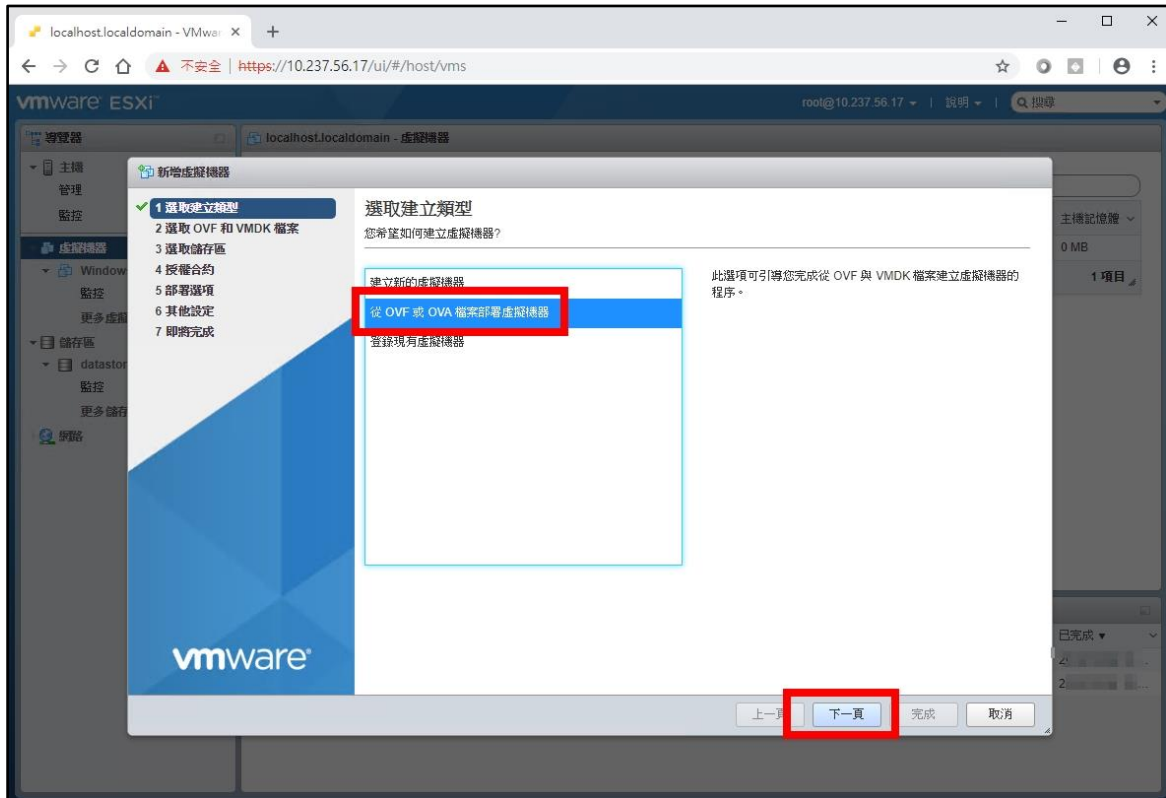 localhost.localdomain - VMwar
不安全 | https://10.237.56.17/ui/#/host/vms
vmware ESXi™
root@10.237.56.17 | 說明 | 搜尋
導覽器
localhost.localdomain - 虛擬機器
主機
管理
監控
主機記憶體
虛擬機器
0 MB
Window
1 項目
監控
更多虛擬
儲存區
datastor
監控
更多儲存
網路
新增虛擬機器
1 選取建立類型
2 選取 OVF 和 VMDK 檔案
3 選取儲存區
4 授權合約
5 部署選項
6 其他設定
7 即將完成
vmware®
選取建立類型
您希望如何建立虛擬機器?
建立新的虛擬機器
從 OVF 或 OVA 檔案部署虛擬機器
登錄現有虛擬機器
此選項可引導您完成從 OVF 與 VMDK 檔案建立虛擬機器的
程序。
已完成
上一頁 下一頁 完成 取消